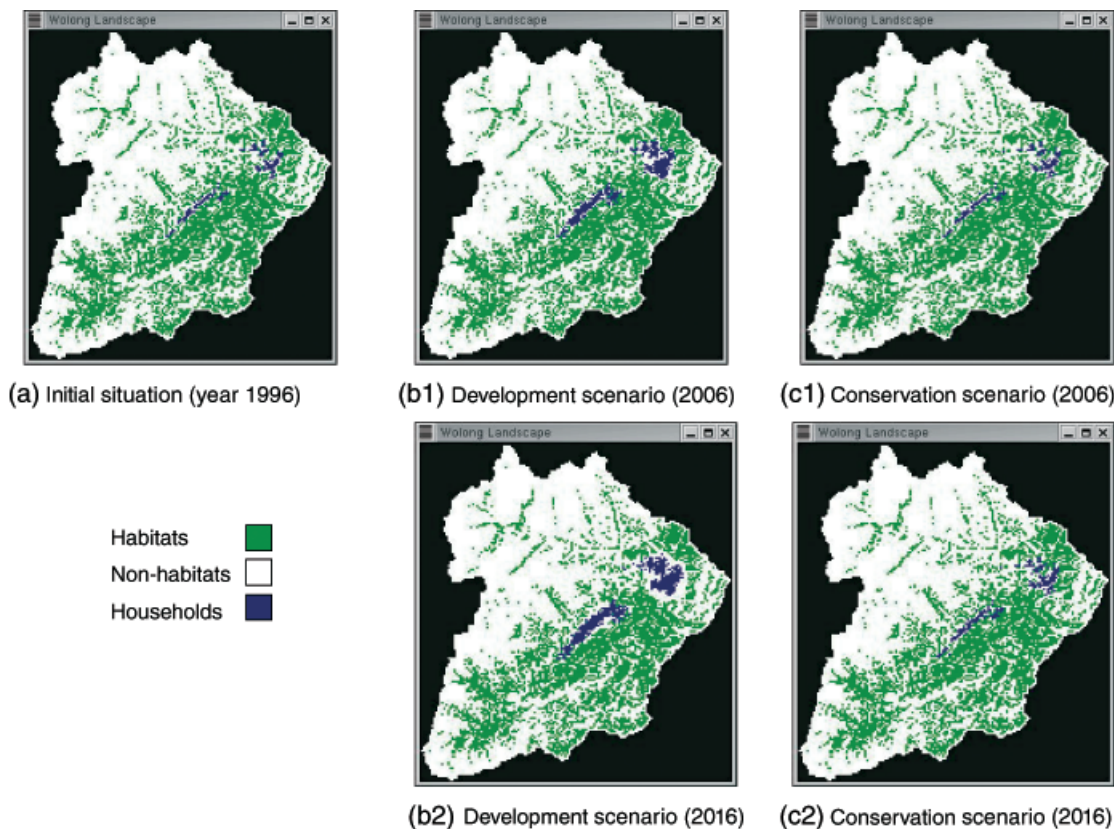 Wolong Landscape
Wolong Landscape
Wolong Landscape
(a) Initial situation (year 1996)
(b1) Development scenario (2006)
(c1) Conservation scenario (2006)
Wolong Landscape
Wolong Landscape
Habitats
Non-habitats
Households
(b2) Development scenario (2016)
(c2) Conservation scenario (2016)